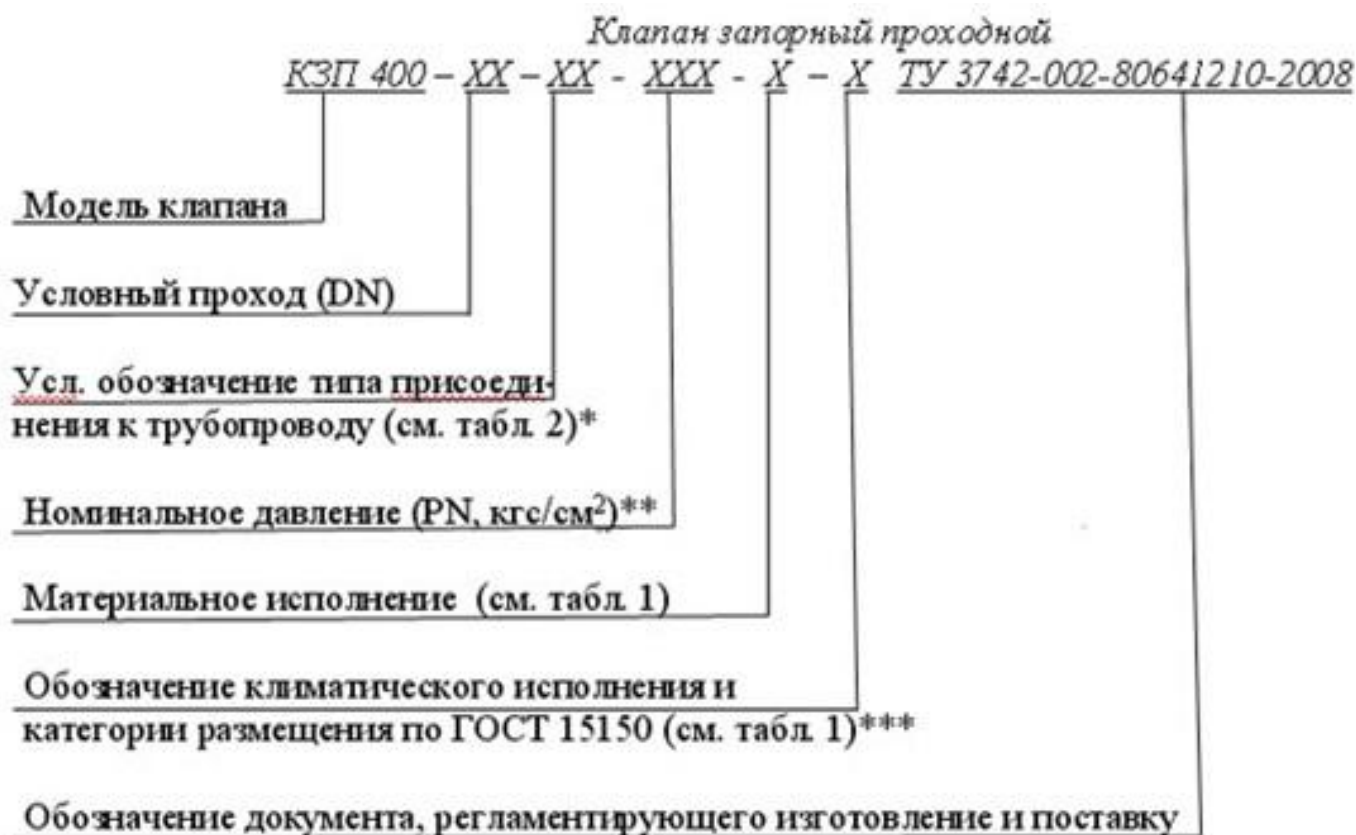 Клапан запорный проходной
КЗП 400 – ХХ – ХХ - ХХХ - Х – Х ТУ 3742-002-80641210-2008
Модель клапана
Условный проход (DN)
Усл. обозначение типа присоеди-
нения к трубопроводу (см. табл. 2)*
Номинальное давление (PN, кгс/см²)**
Материальное исполнение (см. табл. 1)
Обозначение климатического исполнения и
категории размещения по ГОСТ 15150 (см. табл. 1)***
Обозначение документа, регламентирующего изготовление и поставку